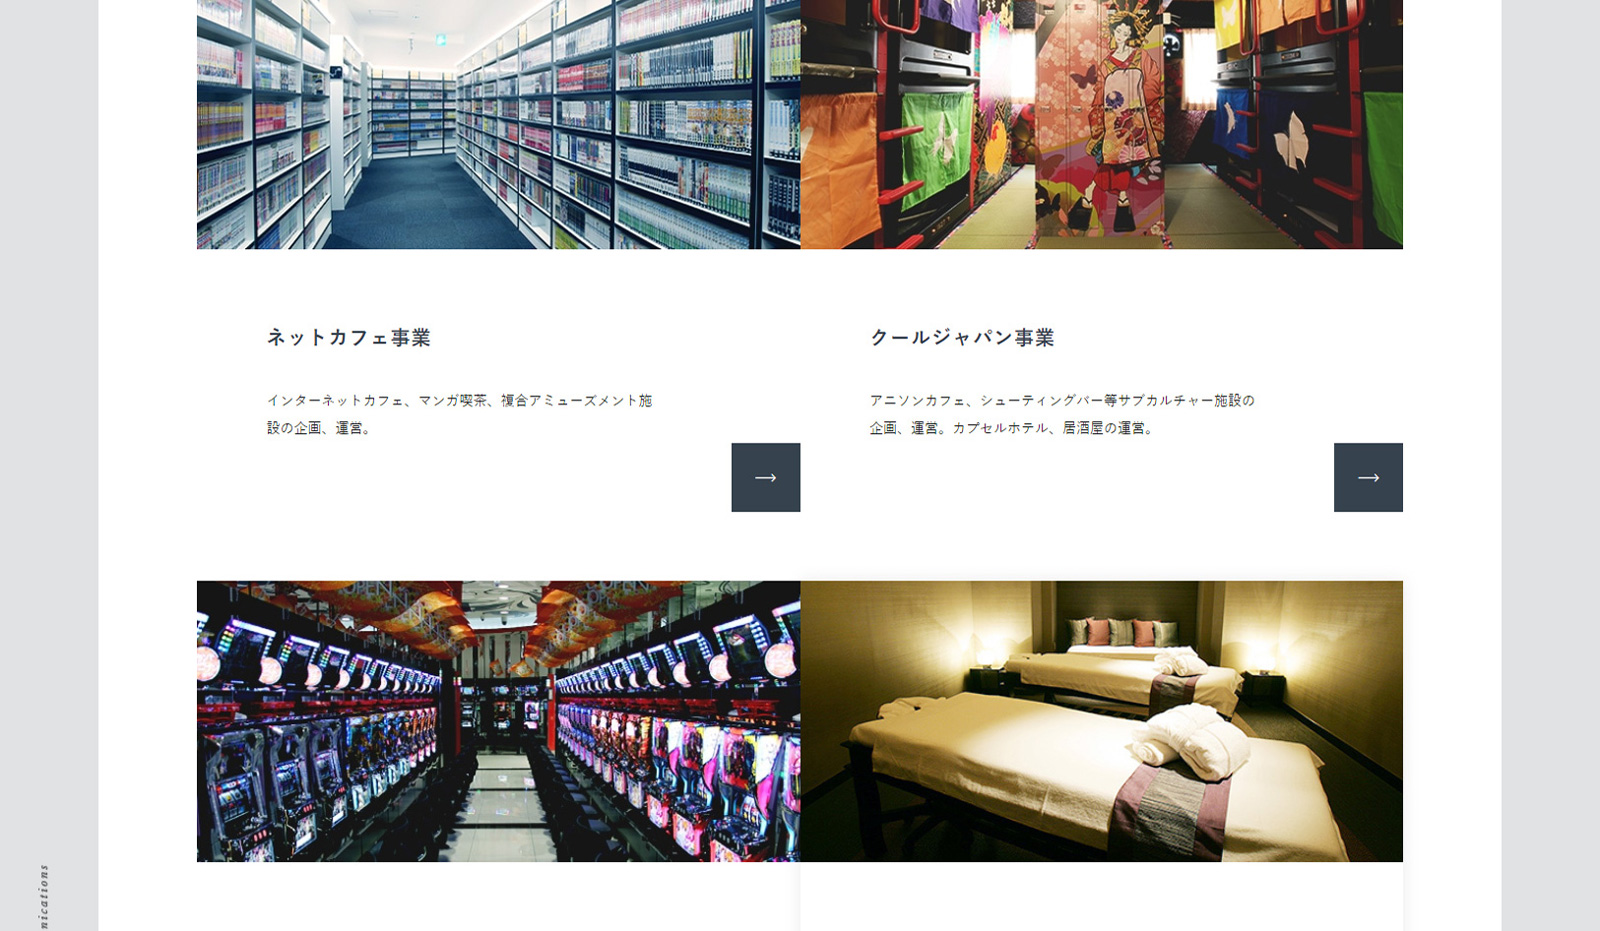 ネットカフェ事業
インターネットカフェ、マンガ喫茶、複合アミューズメント施
設の企画、運営。
→
クールジャパン事業
アニソンカフェ、シューティングバー等サブカルチャー施設の
企画、運営。カプセルホテル、居酒屋の運営。
→
nications